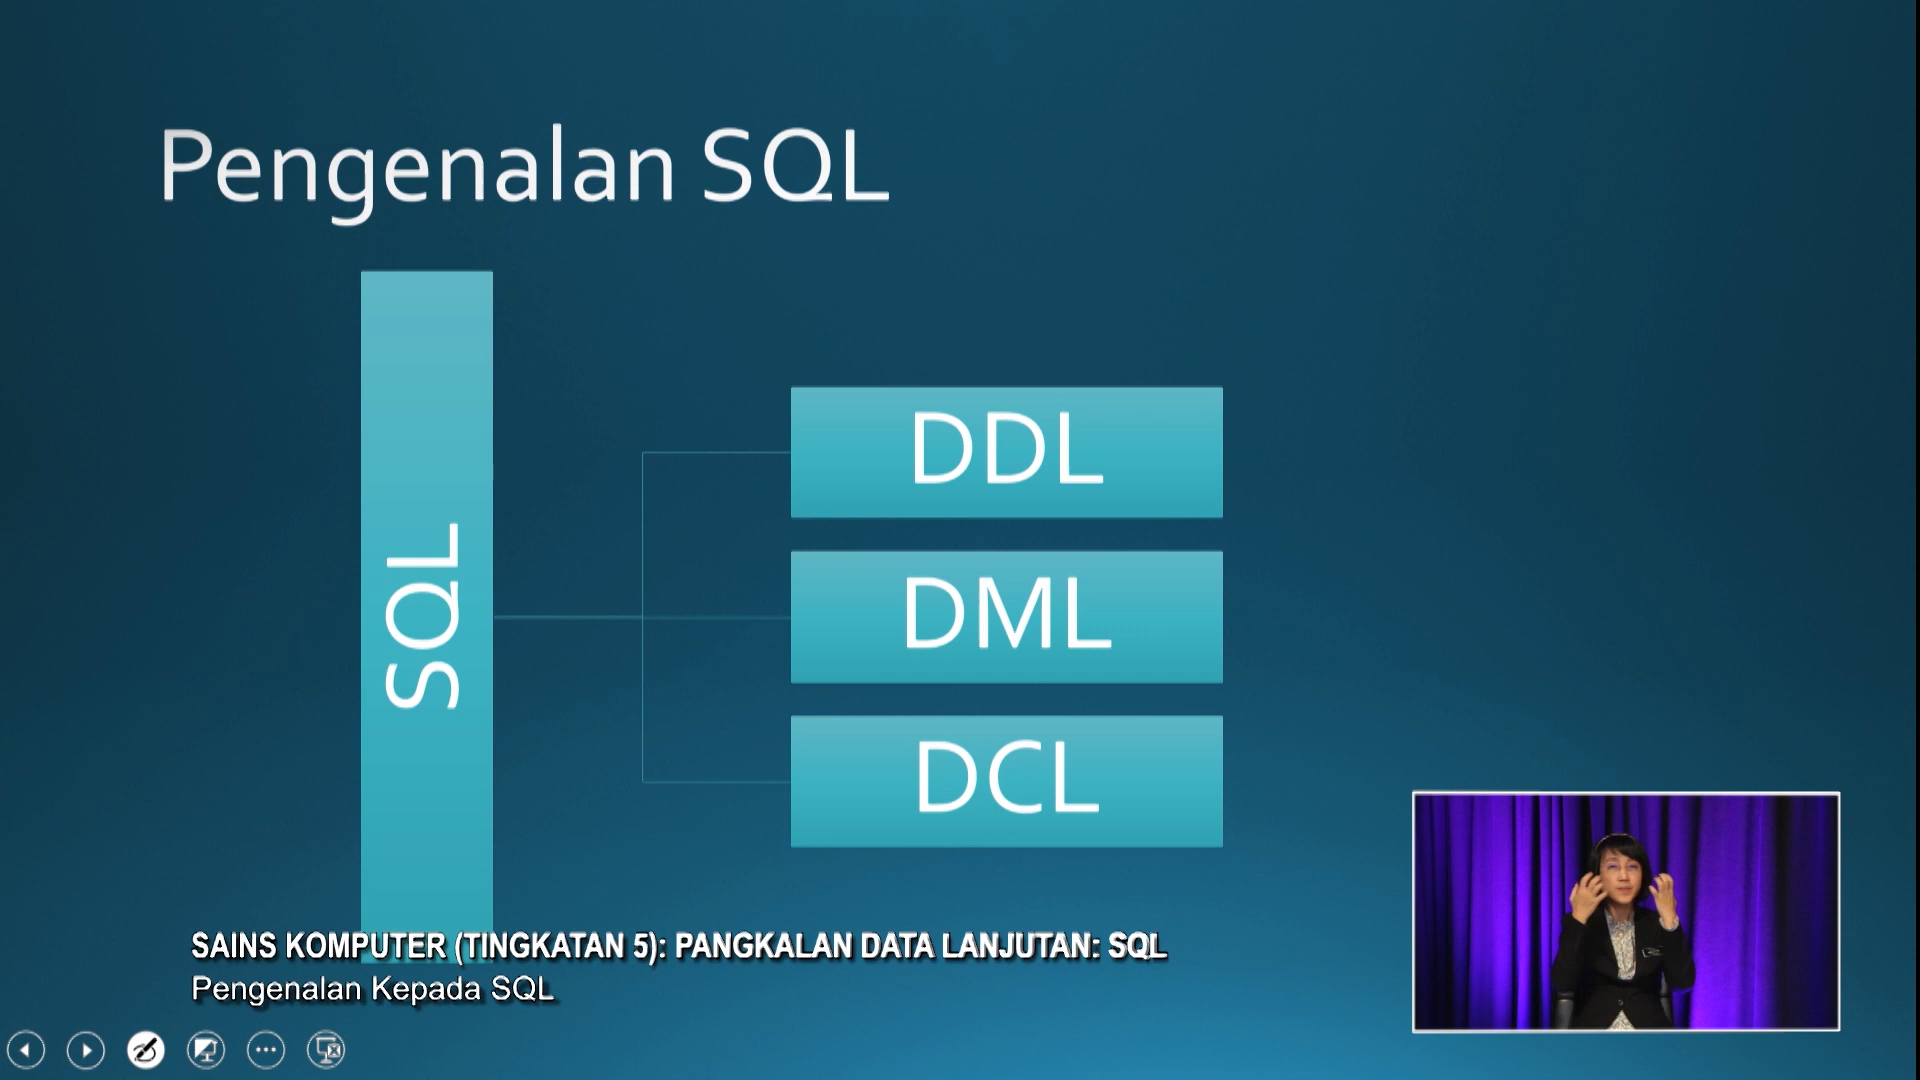 Pengenalan SQL
SQL
DDL
DML
DCL
SAINS KOMPUTER (TINGKATAN 5): PANGKALAN DATA LANJUTAN: SQL
Pengenalan Kepada SQL